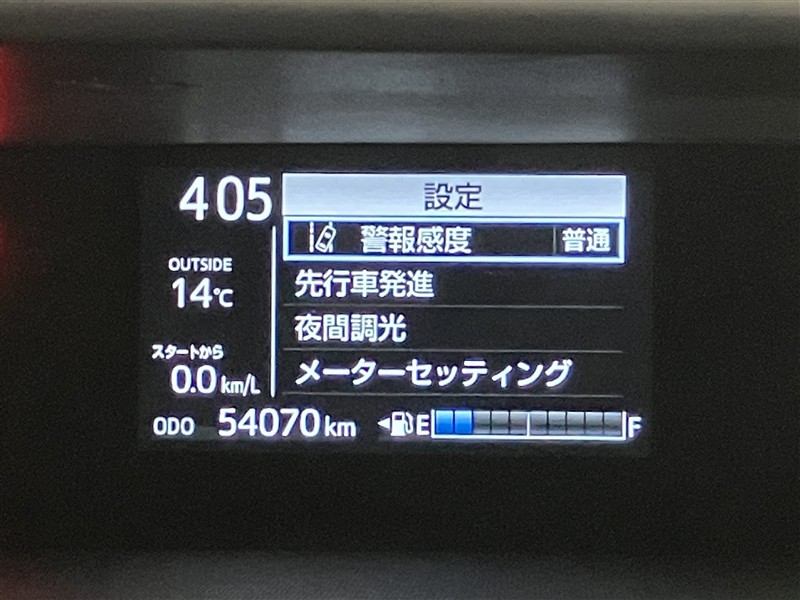 4 05
設定
警報感度 普通
OUTSIDE
14℃
先行車発進
夜間調光
スタートから
0.0 km/L
メーターセッティング
ODO 54070 km
E F